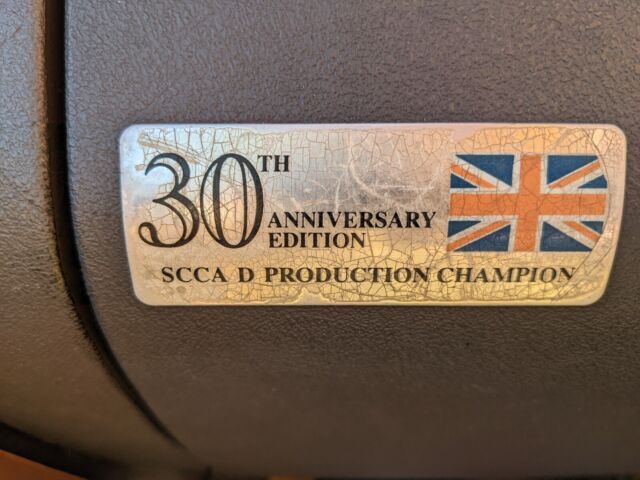 30TH
ANNIVERSARY
EDITION
SCCA D PRODUCTION CHAMPION